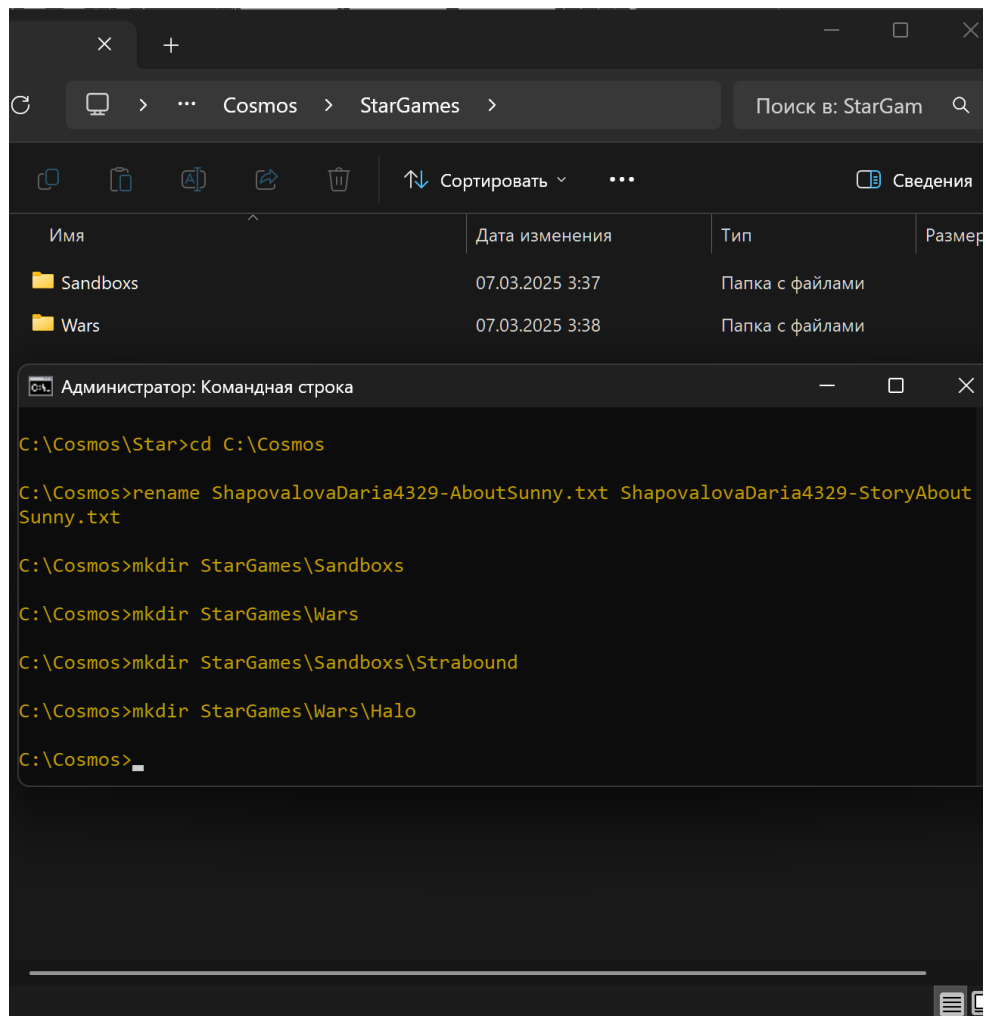 Cosmos > StarGames >
Поиск в: StarGam
Сортировать
Сведения
Имя Дата изменения Тип Размер
Sandboxs 07.03.2025 3:37 Папка с файлами
Wars 07.03.2025 3:38 Папка с файлами
Администратор: Командная строка
C:\Cosmos\Star>cd C:\Cosmos
C:\Cosmos>rename ShapovalovaDaria4329-AboutSunny.txt ShapovalovaDaria4329-StoryAbout
Sunny.txt
C:\Cosmos>mkdir StarGames\Sandboxs
C:\Cosmos>mkdir StarGames\Wars
C:\Cosmos>mkdir StarGames\Sandboxs\Strabound
C:\Cosmos>mkdir StarGames\Wars\Halo
C:\Cosmos>